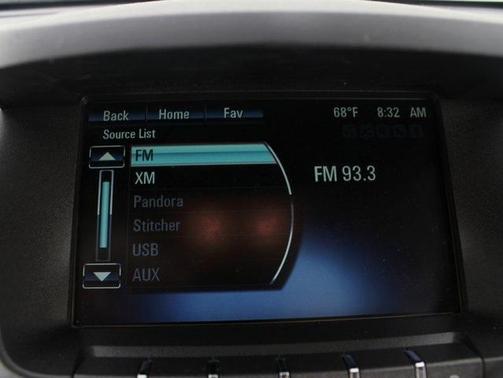 Back Home Fav 68°F 8:32 AM
Source List
FM
XM
FM 93.3
Pandora
Stitcher
USB
AUX